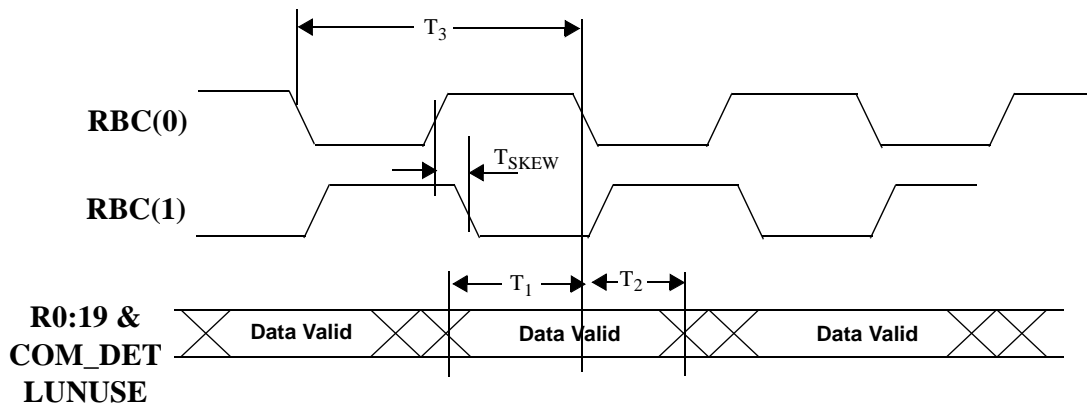 T3
RBC(0)
TSKEW
RBC(1)
T1
T2
R0:19 &
COM_DET
LUNUSE
Data Valid
Data Valid
Data Valid